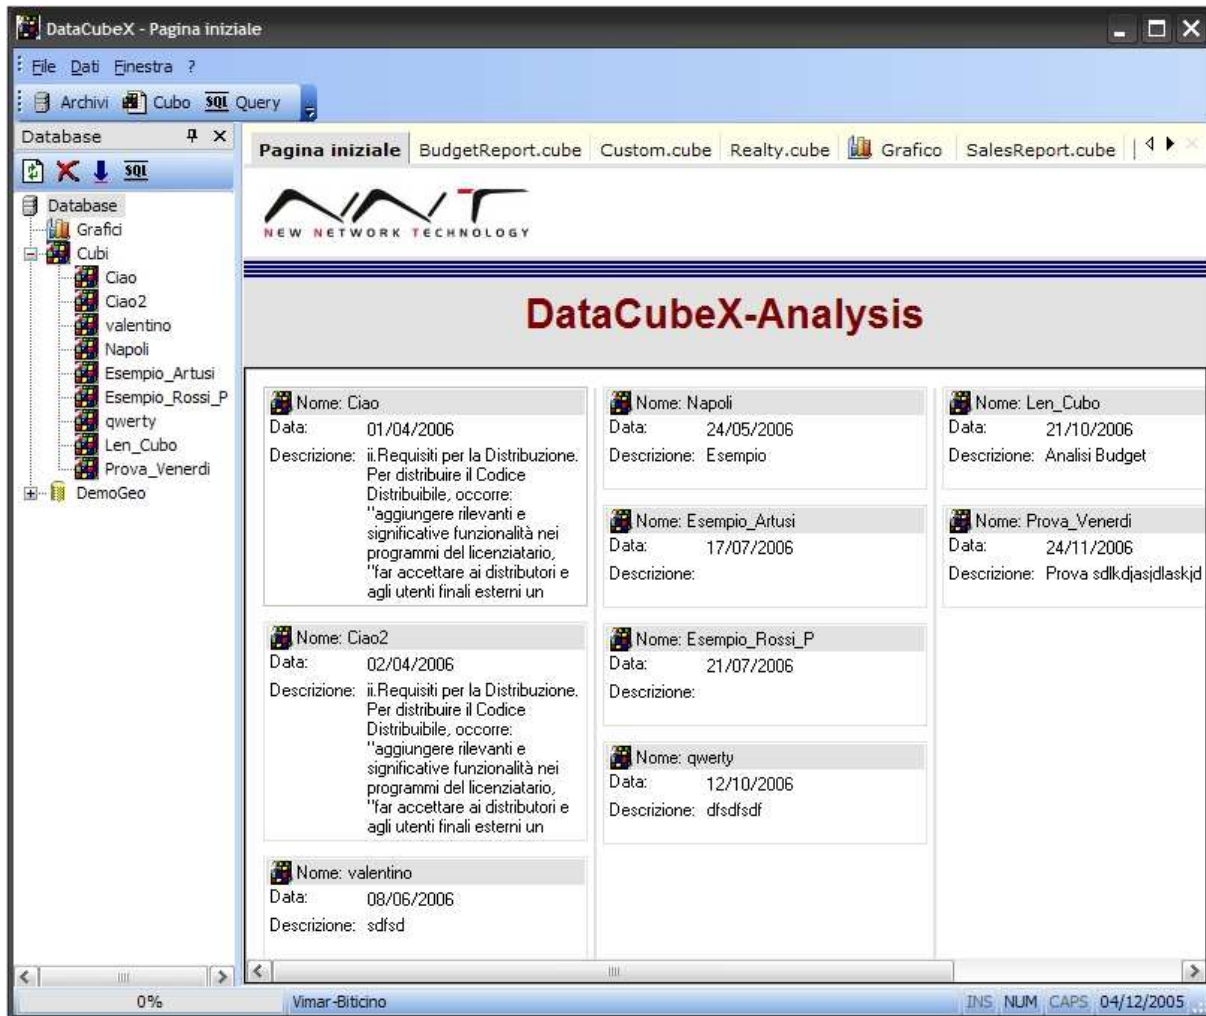 DataCubeX - Pagina iniziale
File Dati Finestra ?
Archivi Cubo SQL Query
Database
Pagina iniziale BudgetReport.cube Custom.cube Realty.cube Grafico SalesReport.cube
SQL
Database
Grafici
Cubi
Ciao
Ciao2
valentino
Napoli
Esempio_Artusi
Esempio_Rossi_P
qwerty
Len_Cubo
Prova_Venerdi
DemoGeo
NNT
NEW NETWORK TECHNOLOGY
DataCubeX-Analysis
Nome: Ciao
Data: 01/04/2006
Descrizione: ii.Requisiti per la Distribuzione.
Per distribuire il Codice
Distribuibile, occorre:
"aggiungere rilevanti e
significative funzionalità nei
programmi del licenziatario,
"far accettare ai distributori e
agli utenti finali esterni un
Nome: Ciao2
Data: 02/04/2006
Descrizione: ii.Requisiti per la Distribuzione.
Per distribuire il Codice
Distribuibile, occorre:
"aggiungere rilevanti e
significative funzionalità nei
programmi del licenziatario,
"far accettare ai distributori e
agli utenti finali esterni un
Nome: valentino
Data: 08/06/2006
Descrizione: sdfsd
Nome: Napoli
Data: 24/05/2006
Descrizione: Esempio
Nome: Esempio_Artusi
Data: 17/07/2006
Descrizione:
Nome: Esempio_Rossi_P
Data: 21/07/2006
Descrizione:
Nome: qwerty
Data: 12/10/2006
Descrizione: dfsdfsdf
Nome: Len_Cubo
Data: 21/10/2006
Descrizione: Analisi Budget
Nome: Prova_Venerdi
Data: 24/11/2006
Descrizione: Prova sdlkdjasjdlaskjd
0% Vimar-Biticino INS NUM CAPS 04/12/2005